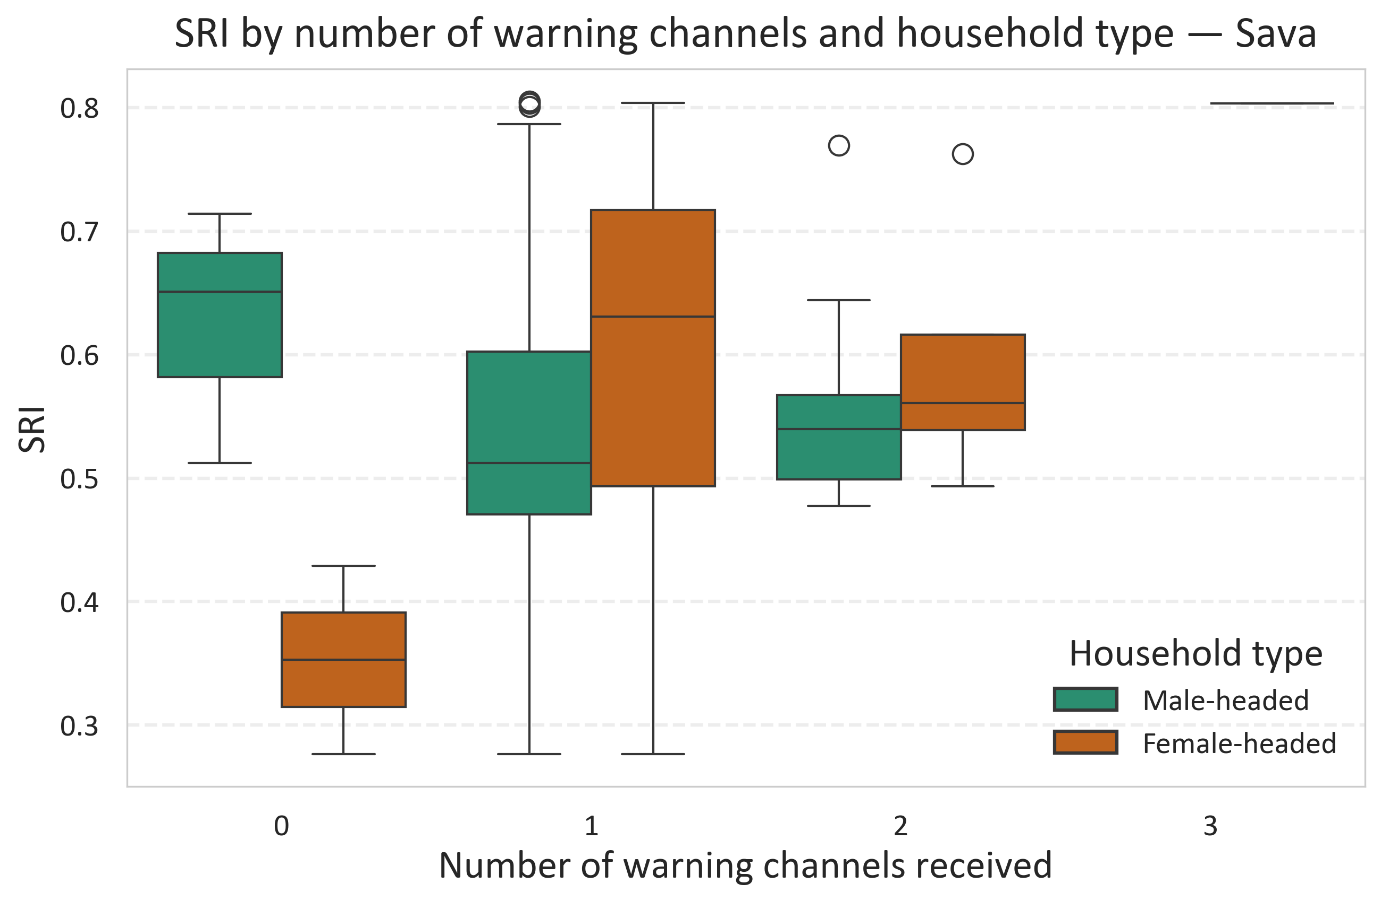 SRI by number of warning channels and household type — Sava
SRI
0.8
0.7
0.6
0.5
0.4
0.3
0
1
2
3
Number of warning channels received
Household type
Male-headed
Female-headed